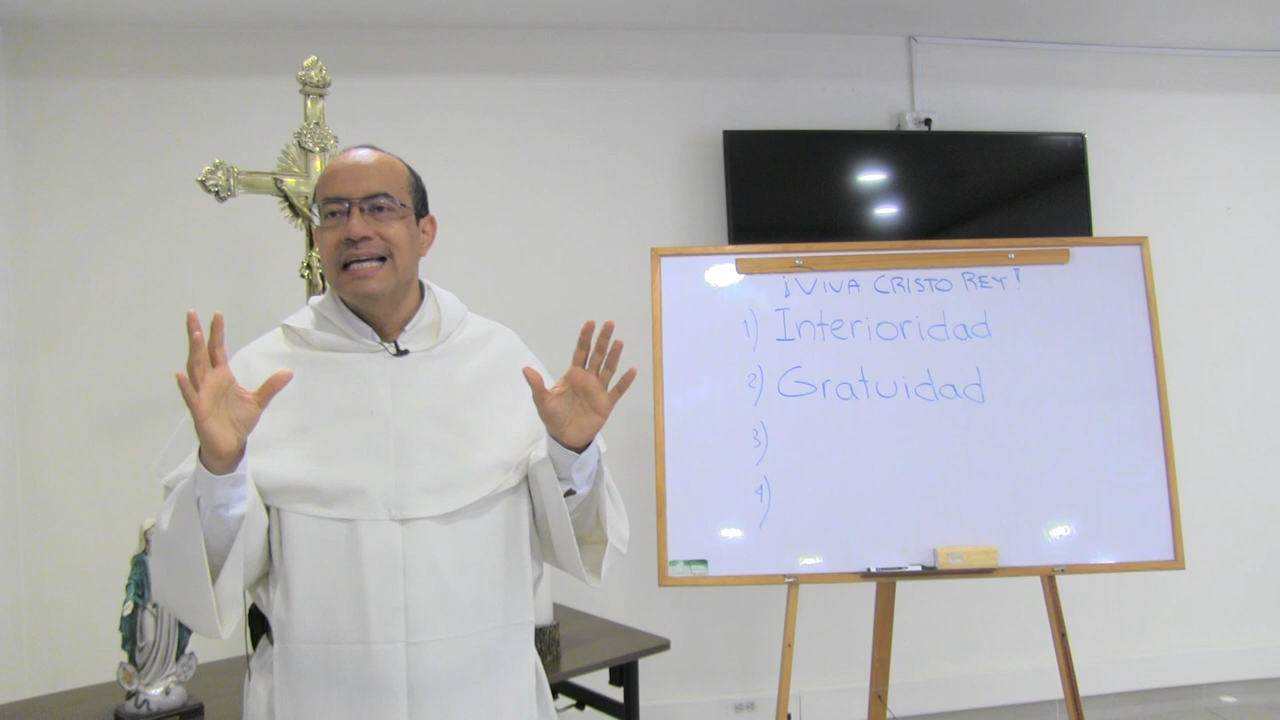 ¡VIVA CRISTO REY!
1) Interioridad
2) Gratuidad
3)
4)